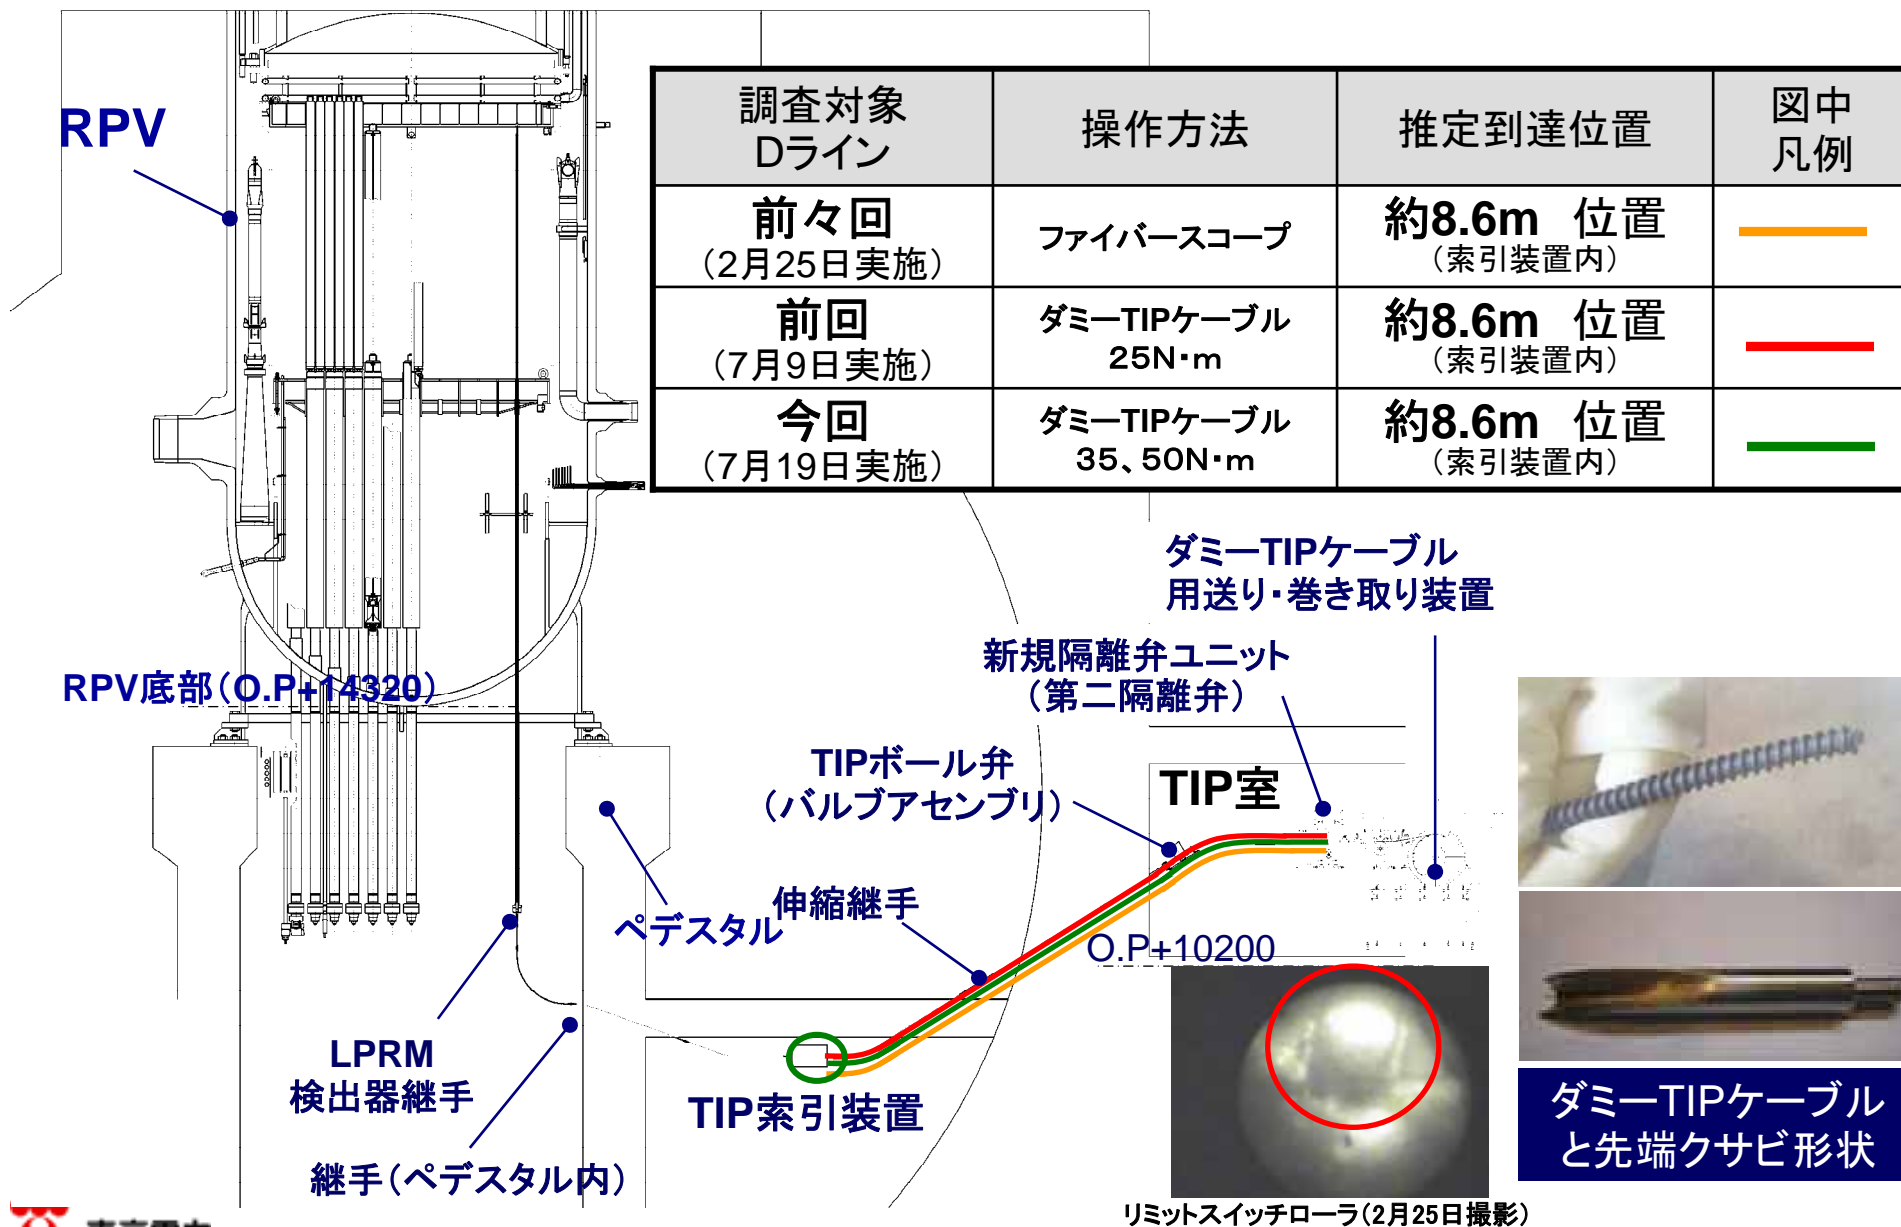 RPV
調査対象
Dライン
操作方法
推定到達位置
図中
凡例
前々回
（2月25日実施）
ファイバースコープ
約8.6m　位置
（索引装置内）
前回
（7月9日実施）
ダミーTIPケーブル
25N・m
約8.6m　位置
（索引装置内）
今回
（7月19日実施）
ダミーTIPケーブル
35、50N・m
約8.6m　位置
（索引装置内）
ダミーTIPケーブル
用送り・巻き取り装置
新規隔離弁ユニット
（第二隔離弁）
RPV底部（O.P+14320）
TIPボール弁
（バルブアセンブリ）
TIP室
伸縮継手
ペデスタル
O.P+10200
LPRM
検出器継手
TIP索引装置
継手（ペデスタル内）
ダミーTIPケーブル
と先端クサビ形状
リミットスイッチローラ（2月25日撮影）